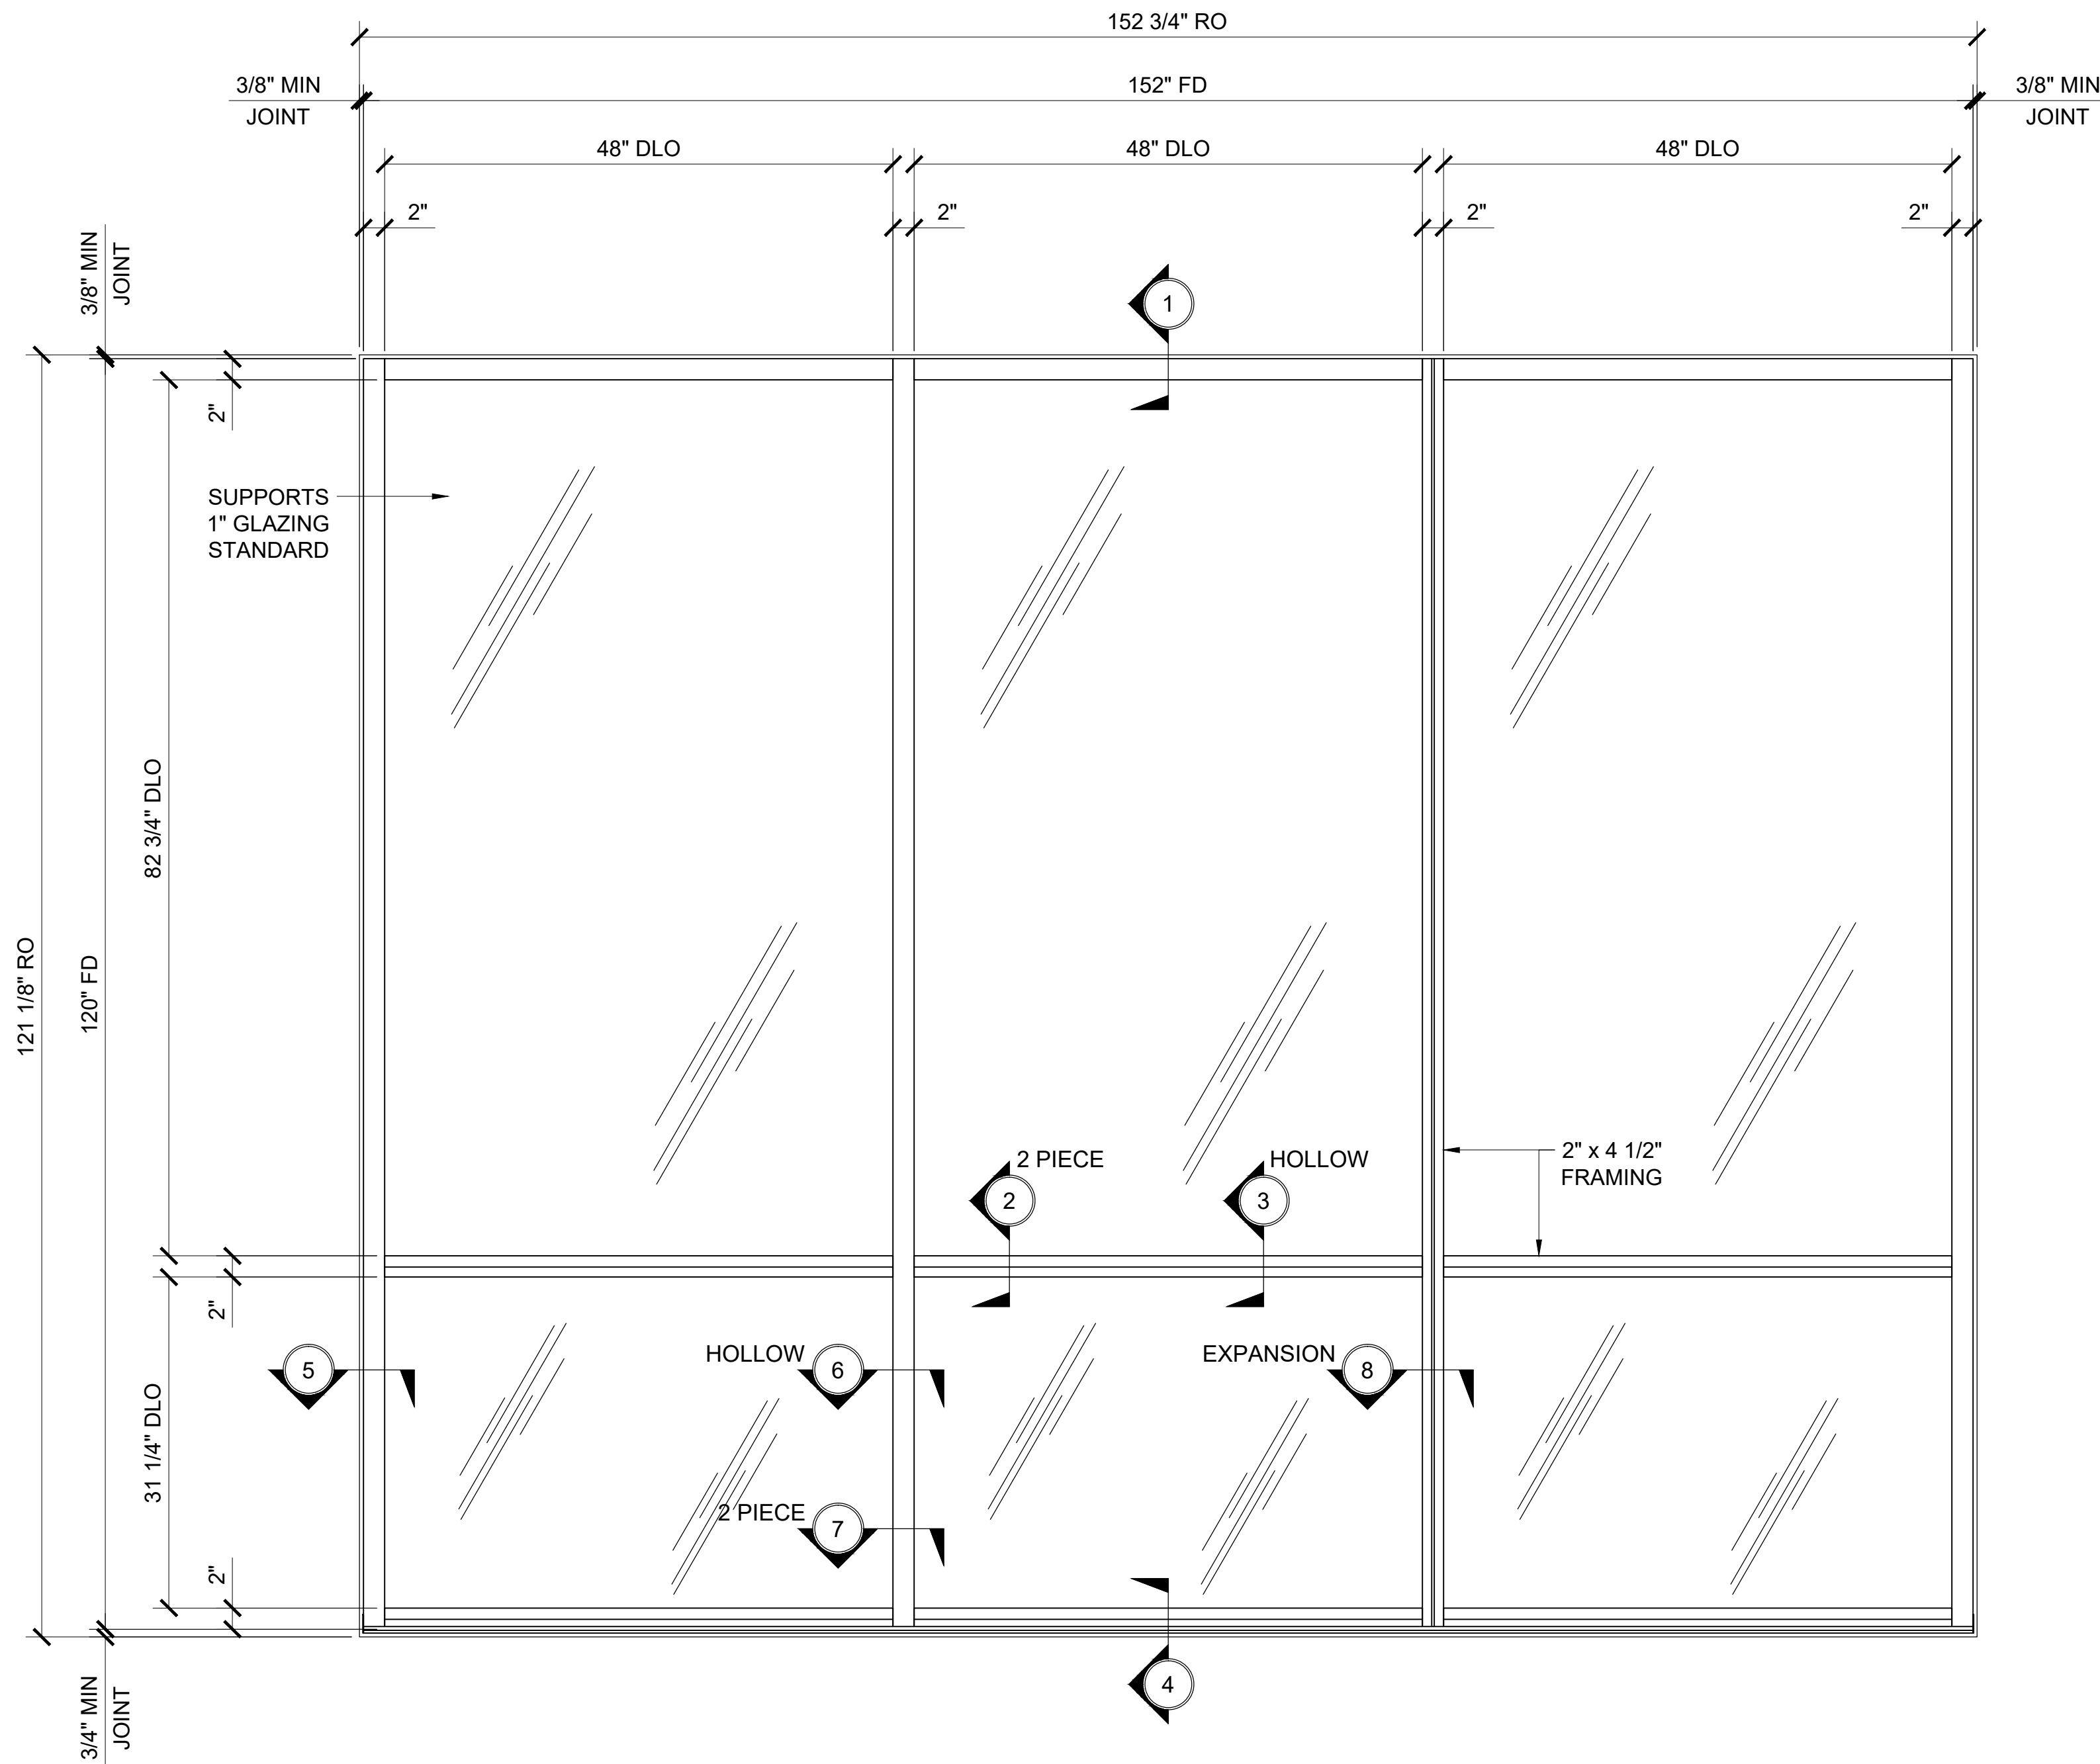 152 3/4" RO
3/8" MIN
JOINT
152" FD
3/8" MIN
JOINT
48" DLO
48" DLO
48" DLO
2"
2"
2"
2"
3/8" MIN
JOINT
1
2"
SUPPORTS
1" GLAZING
STANDARD
82 3/4" DLO
121 1/8" RO
120" FD
2 PIECE
2
HOLLOW
3
2" x 4 1/2"
FRAMING
2"
5
HOLLOW
6
EXPANSION
8
31 1/4" DLO
2 PIECE
7
2"
4
3/4" MIN
JOINT